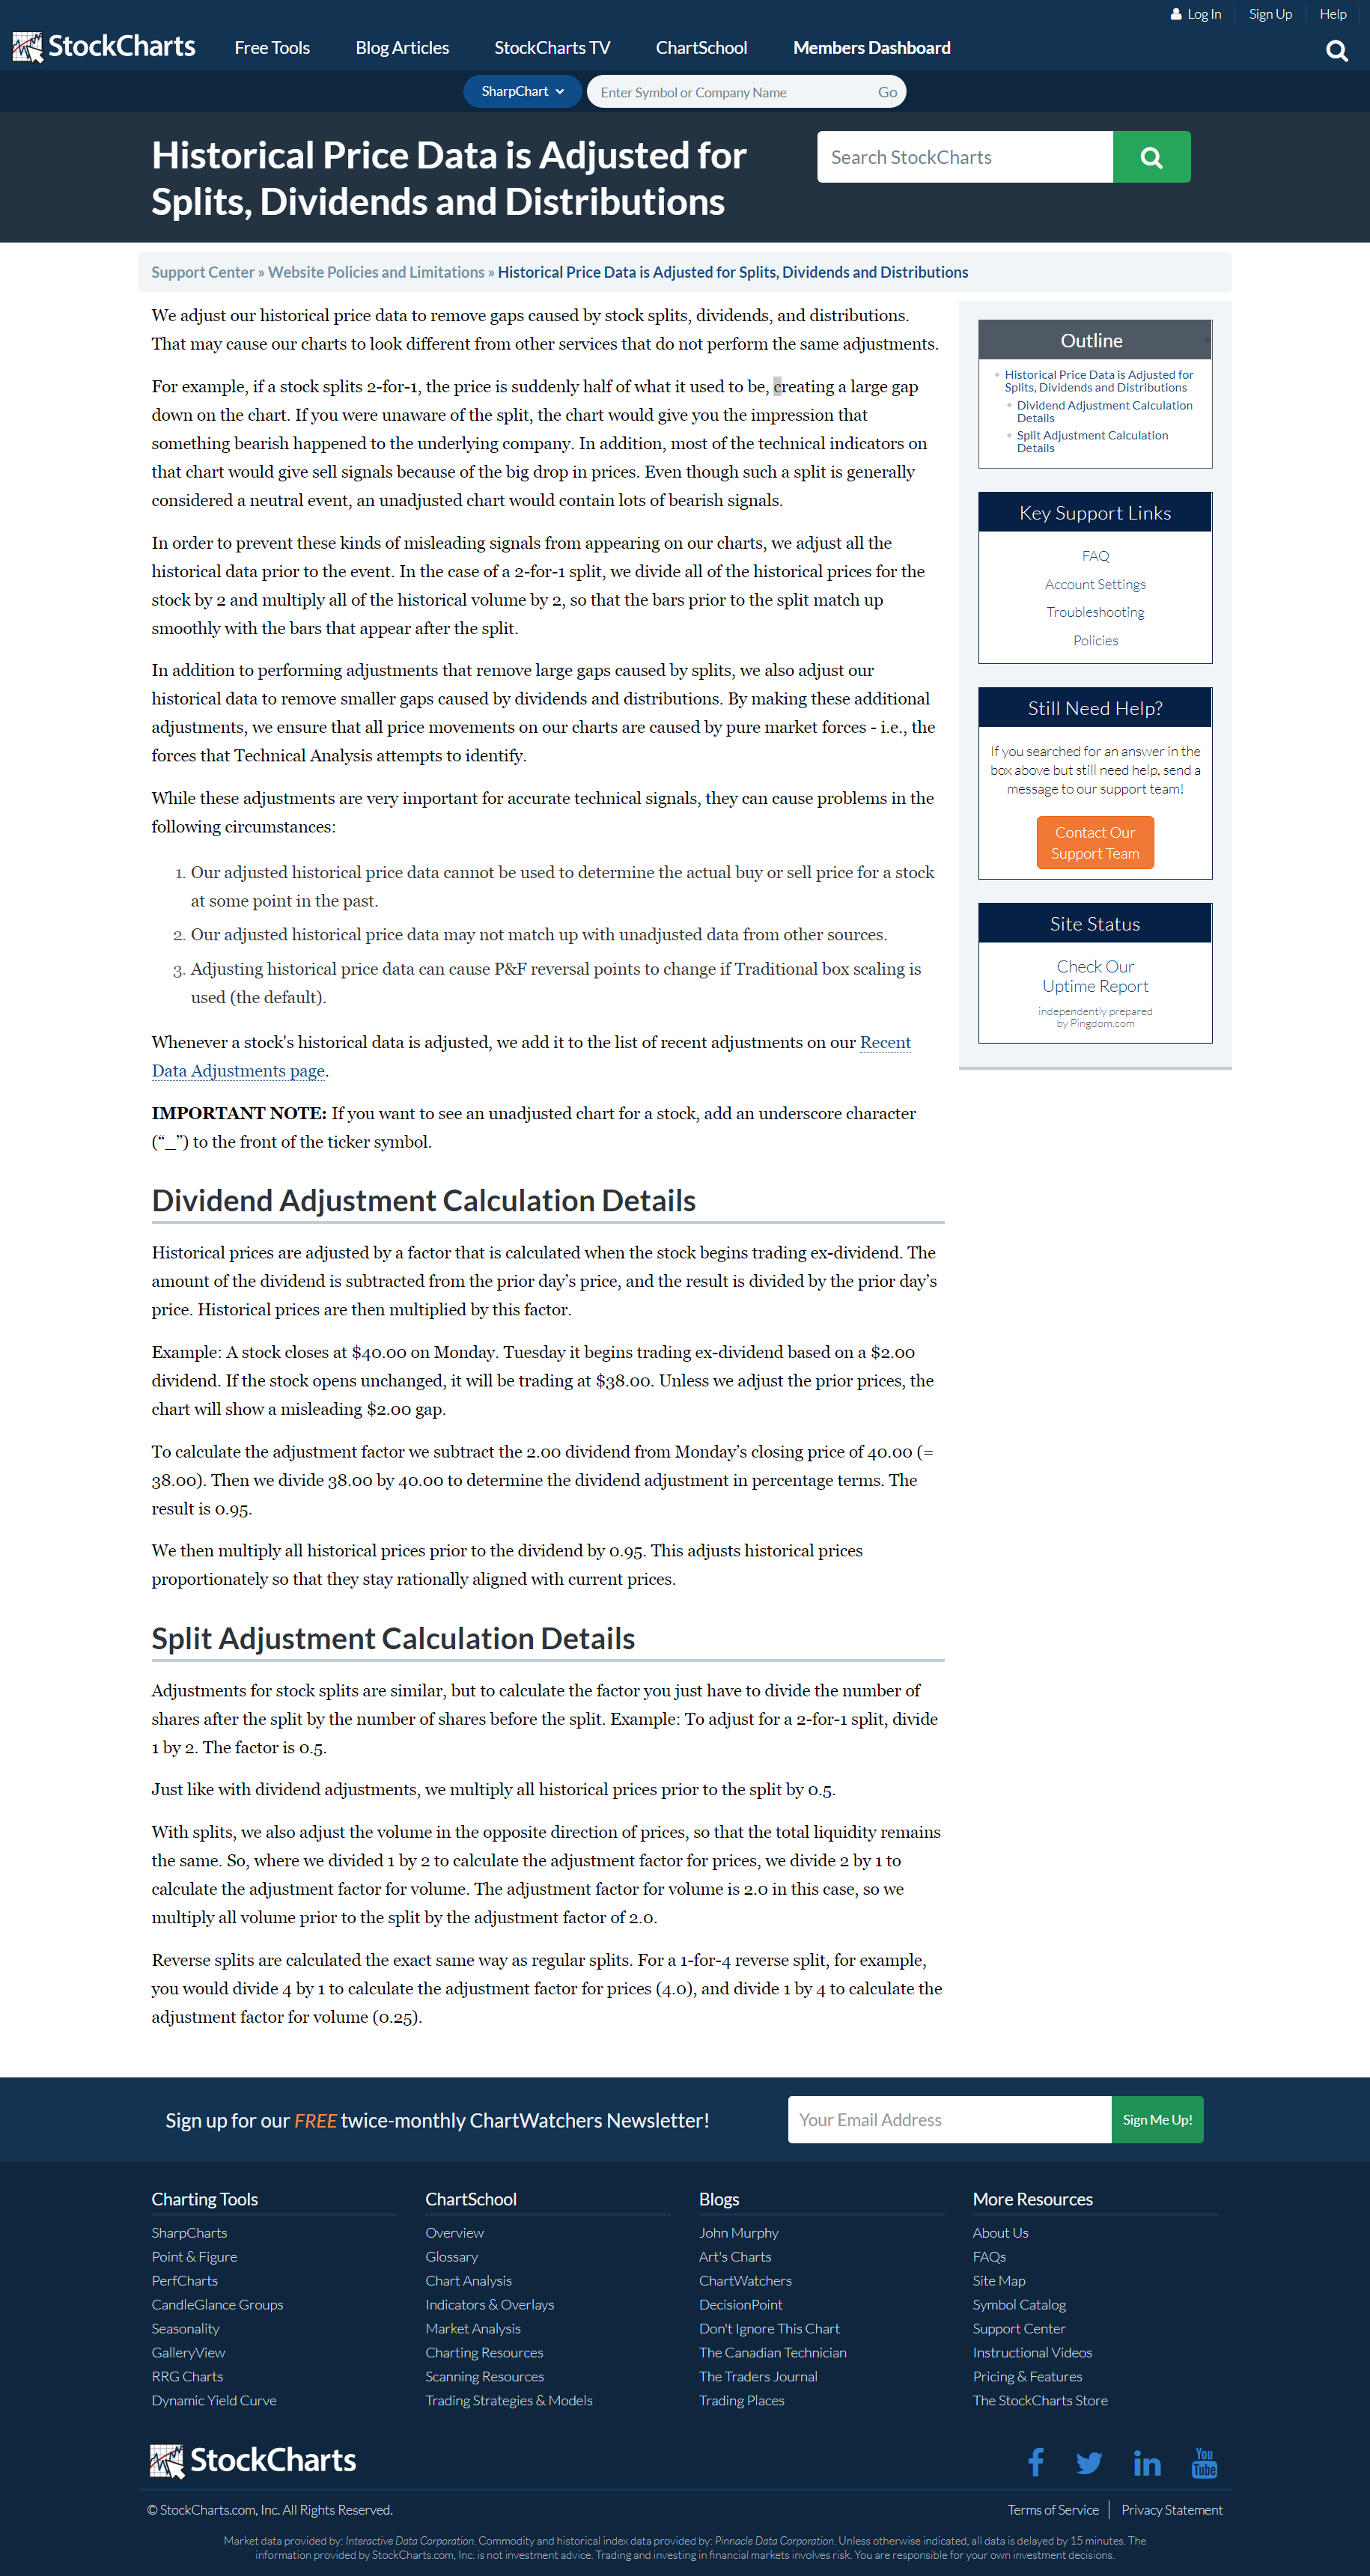 Log In
Sign Up
Help
StockCharts
Free Tools
Blog Articles
StockCharts TV
ChartSchool
Members Dashboard
SharpChart
Enter Symbol or Company Name
Go
Historical Price Data is Adjusted for
Splits, Dividends and Distributions
Search StockCharts
Support Center » Website Policies and Limitations » Historical Price Data is Adjusted for Splits, Dividends and Distributions
We adjust our historical price data to remove gaps caused by stock splits, dividends, and distributions.
That may cause our charts to look different from other services that do not perform the same adjustments.
For example, if a stock splits 2-for-1, the price is suddenly half of what it used to be, creating a large gap
down on the chart. If you were unaware of the split, the chart would give you the impression that
something bearish happened to the underlying company. In addition, most of the technical indicators on
that chart would give sell signals because of the big drop in prices. Even though such a split is generally
considered a neutral event, an unadjusted chart would contain lots of bearish signals.
In order to prevent these kinds of misleading signals from appearing on our charts, we adjust all the
historical data prior to the event. In the case of a 2-for-1 split, we divide all of the historical prices for the
stock by 2 and multiply all of the historical volume by 2, so that the bars prior to the split match up
smoothly with the bars that appear after the split.
In addition to performing adjustments that remove large gaps caused by splits, we also adjust our
historical data to remove smaller gaps caused by dividends and distributions. By making these additional
adjustments, we ensure that all price movements on our charts are caused by pure market forces - i.e., the
forces that Technical Analysis attempts to identify.
While these adjustments are very important for accurate technical signals, they can cause problems in the
following circumstances:
1. Our adjusted historical price data cannot be used to determine the actual buy or sell price for a stock
at some point in the past.
2. Our adjusted historical price data may not match up with unadjusted data from other sources.
3. Adjusting historical price data can cause P&F reversal points to change if Traditional box scaling is
used (the default).
Whenever a stock's historical data is adjusted, we add it to the list of recent adjustments on our Recent
Data Adjustments page.
IMPORTANT NOTE: If you want to see an unadjusted chart for a stock, add an underscore character
(“_”) to the front of the ticker symbol.
Dividend Adjustment Calculation Details
Historical prices are adjusted by a factor that is calculated when the stock begins trading ex-dividend. The
amount of the dividend is subtracted from the prior day’s price, and the result is divided by the prior day’s
price. Historical prices are then multiplied by this factor.
Example: A stock closes at $40.00 on Monday. Tuesday it begins trading ex-dividend based on a $2.00
dividend. If the stock opens unchanged, it will be trading at $38.00. Unless we adjust the prior prices, the
chart will show a misleading $2.00 gap.
To calculate the adjustment factor we subtract the 2.00 dividend from Monday’s closing price of 40.00 (=
38.00). Then we divide 38.00 by 40.00 to determine the dividend adjustment in percentage terms. The
result is 0.95.
We then multiply all historical prices prior to the dividend by 0.95. This adjusts historical prices
proportionately so that they stay rationally aligned with current prices.
Split Adjustment Calculation Details
Adjustments for stock splits are similar, but to calculate the factor you just have to divide the number of
shares after the split by the number of shares before the split. Example: To adjust for a 2-for-1 split, divide
1 by 2. The factor is 0.5.
Just like with dividend adjustments, we multiply all historical prices prior to the split by 0.5.
With splits, we also adjust the volume in the opposite direction of prices, so that the total liquidity remains
the same. So, where we divided 1 by 2 to calculate the adjustment factor for prices, we divide 2 by 1 to
calculate the adjustment factor for volume. The adjustment factor for volume is 2.0 in this case, so we
multiply all volume prior to the split by the adjustment factor of 2.0.
Reverse splits are calculated the exact same way as regular splits. For a 1-for-4 reverse split, for example,
you would divide 4 by 1 to calculate the adjustment factor for prices (4.0), and divide 1 by 4 to calculate the
adjustment factor for volume (0.25).
Outline
Historical Price Data is Adjusted for
Splits, Dividends and Distributions
Dividend Adjustment Calculation
Details
Split Adjustment Calculation
Details
Key Support Links
FAQ
Account Settings
Troubleshooting
Policies
Still Need Help?
If you searched for an answer in the
box above but still need help, send a
message to our support team!
Contact Our
Support Team
Site Status
Check Our
Uptime Report
independently prepared
by Pingdom.com
Sign up for our FREE twice-monthly ChartWatchers Newsletter!
Your Email Address
Sign Me Up!
Charting Tools
SharpCharts
Point & Figure
PerfCharts
CandleGlance Groups
Seasonality
GalleryView
RRG Charts
Dynamic Yield Curve
ChartSchool
Overview
Glossary
Chart Analysis
Indicators & Overlays
Market Analysis
Charting Resources
Scanning Resources
Trading Strategies & Models
Blogs
John Murphy
Art's Charts
ChartWatchers
DecisionPoint
Don't Ignore This Chart
The Canadian Technician
The Traders Journal
Trading Places
More Resources
About Us
FAQs
Site Map
Symbol Catalog
Support Center
Instructional Videos
Pricing & Features
The StockCharts Store
StockCharts
You
Tube
© StockCharts.com, Inc. All Rights Reserved.
Terms of Service
Privacy Statement
Market data provided by: Interactive Data Corporation. Commodity and historical index data provided by: Pinnacle Data Corporation. Unless otherwise indicated, all data is delayed by 15 minutes. The
information provided by StockCharts.com, Inc. is not investment advice. Trading and investing in financial markets involves risk. You are responsible for your own investment decisions.